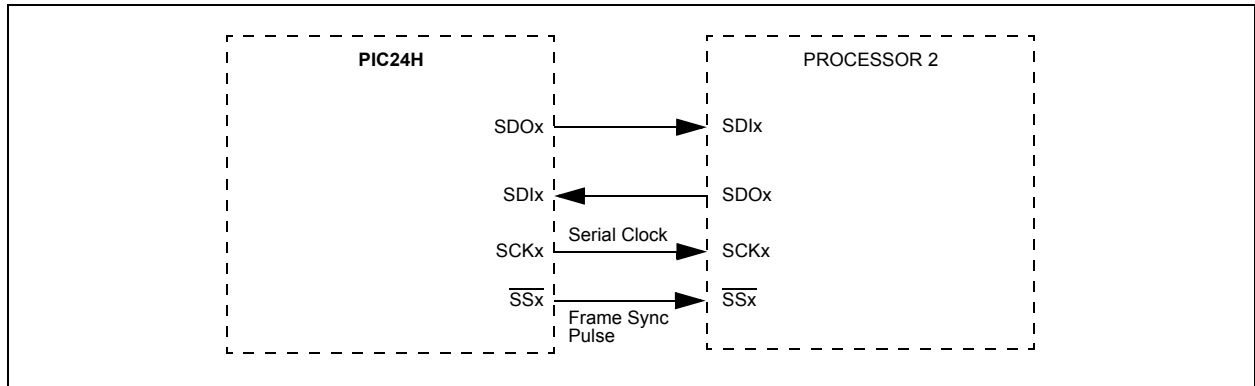 PIC24H
PROCESSOR 2
SDOx
SDIx
SDIx
SDOx
Serial Clock
SCKx
SCKx
SSx
SSx
Frame Sync
Pulse